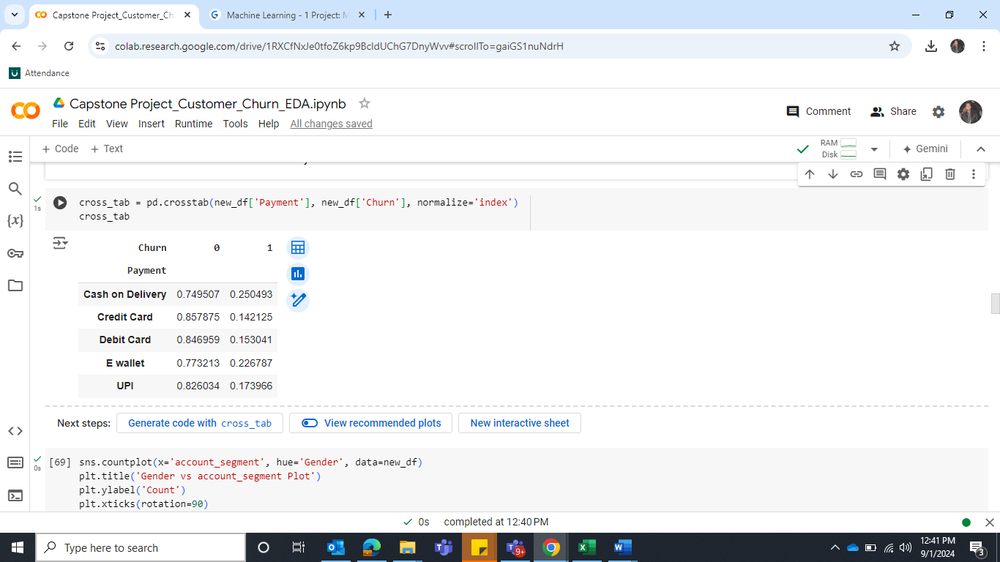 Capstone Project_Customer_Ch
Machine Learning - 1 Project: M
colab.research.google.com/drive/1RXCfNxJe0tfoZ6kp9BcldUChG7DnyWvv#scrollTo=gaiGS1nuNdrH
Attendance
Capstone Project_Customer_Churn_EDA.ipynb
Comment
Share
File Edit View Insert Runtime Tools Help All changes saved
+ Code + Text
RAM
Disk
Gemini
1s
cross_tab = pd.crosstab(new_df['Payment'], new_df['Churn'], normalize='index')
cross_tab
{x}
Churn 0 1
Payment
Cash on Delivery 0.749507 0.250493
Credit Card 0.857875 0.142125
Debit Card 0.846959 0.153041
E wallet 0.773213 0.226787
UPI 0.826034 0.173966
Next steps: Generate code with cross_tab View recommended plots New interactive sheet
0s
[69] sns.countplot(x='account_segment', hue='Gender', data=new_df)
plt.title('Gender vs account_segment Plot')
plt.ylabel('Count')
plt.xticks(rotation=90)
0s completed at 12:40 PM
Type here to search
9+
12:41 PM
9/1/2024
3